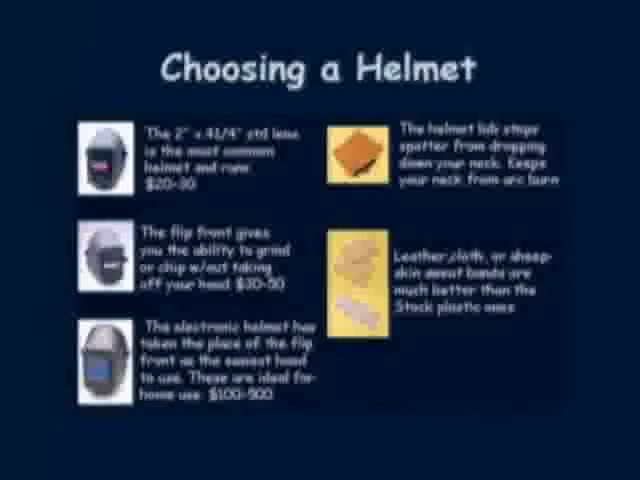 Choosing a Helmet
The 2" x 41/4" std lens
is the most common
helmet and runs
$20-30
The flip front gives
you the ability to grind
or chip w/out taking
off your hood $30-50
The electronic helmet has
taken the place of the flip
front as the easiest hood
to use. These are ideal for
home use $100-300
The helmet bib stops
spatter from dropping
down your neck. Keeps
your neck from arc burn
Leather,cloth, or sheep
skin sweat bands are
much better than the
Stock plastic ones